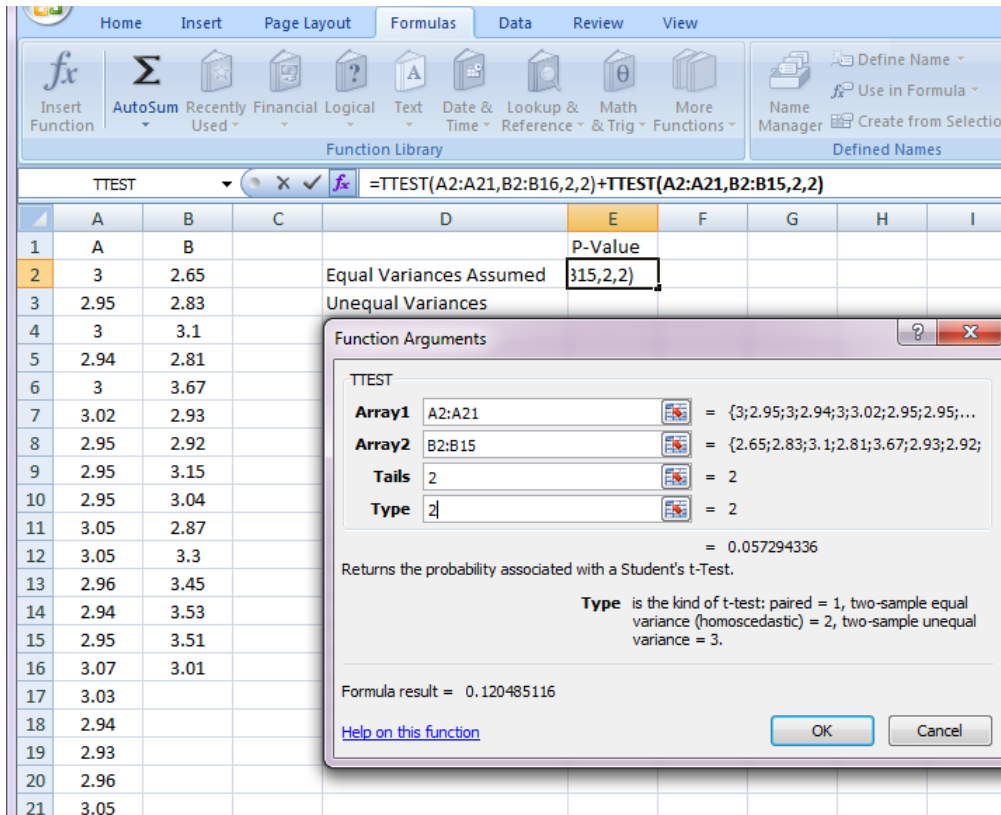 Home Insert Page Layout Formulas Data Review View
fx Insert Function
Σ AutoSum
Recently Used
Financial
Logical
A Text
Date & Time
Lookup & Reference
θ Math & Trig
More Functions
Function Library
Name Manager
Define Name
fx Use in Formula
Create from Selectio
Defined Names
TTEST fx =TTEST(A2:A21,B2:B16,2,2)+TTEST(A2:A21,B2:B15,2,2)
A B C D E F G H I
1 A B P-Value
2 3 2.65 Equal Variances Assumed B15,2,2)
3 2.95 2.83 Unequal Variances
4 3 3.1
5 2.94 2.81
6 3 3.67
7 3.02 2.93
8 2.95 2.92
9 2.95 3.15
10 2.95 3.04
11 3.05 2.87
12 3.05 3.3
13 2.96 3.45
14 2.94 3.53
15 2.95 3.51
16 3.07 3.01
17 3.03
18 2.94
19 2.93
20 2.96
21 3.05
Function Arguments ? X
TTEST
Array1 A2:A21 = {3;2.95;3;2.94;3;3.02;2.95;2.95;...
Array2 B2:B15 = {2.65;2.83;3.1;2.81;3.67;2.93;2.92;
Tails 2 = 2
Type 2 = 2
= 0.057294336
Returns the probability associated with a Student's t-Test.
Type is the kind of t-test: paired = 1, two-sample equal
variance (homoscedastic) = 2, two-sample unequal
variance = 3.
Formula result = 0.120485116
Help on this function
OK Cancel